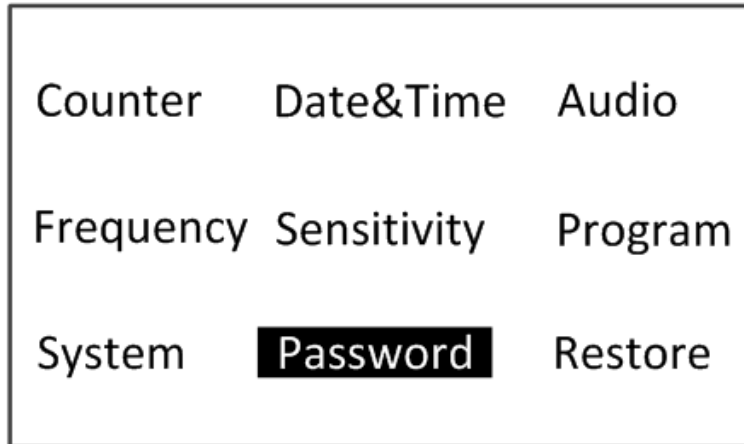 Counter Date&Time Audio
Frequency Sensitivity Program
System Password Restore